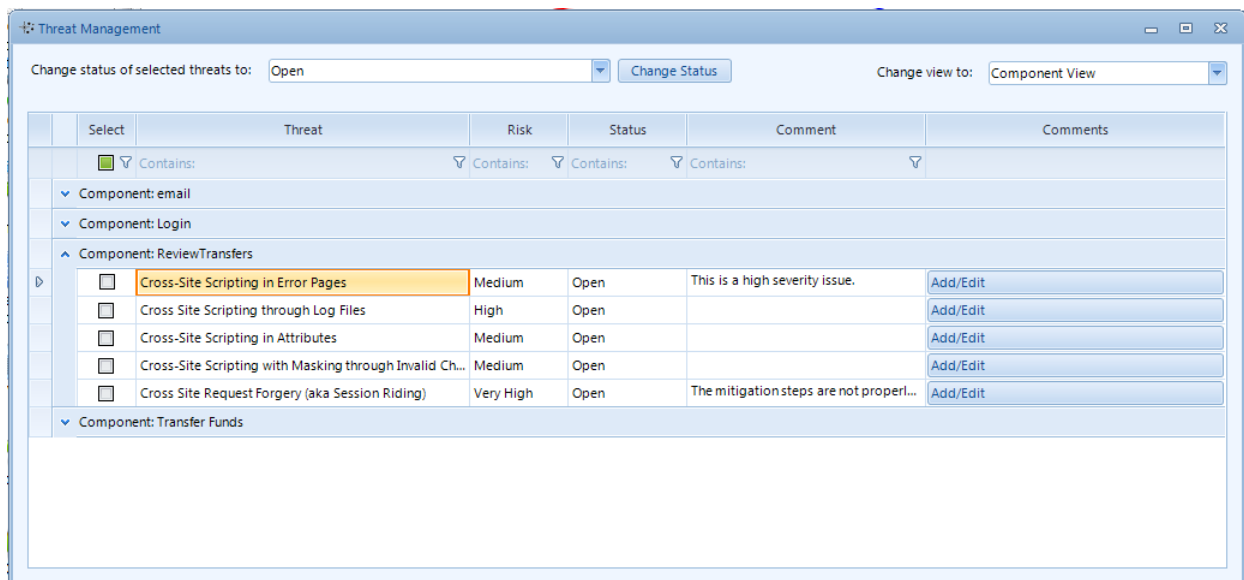 Threat Management
Change status of selected threats to: Open Change Status Change view to: Component View
Select Threat Risk Status Comment Comments
Contains: Contains: Contains: Contains:
Component: email
Component: Login
Component: ReviewTransfers
Cross-Site Scripting in Error Pages Medium Open This is a high severity issue. Add/Edit
Cross Site Scripting through Log Files High Open Add/Edit
Cross-Site Scripting in Attributes Medium Open Add/Edit
Cross-Site Scripting with Masking through Invalid Ch... Medium Open Add/Edit
Cross Site Request Forgery (aka Session Riding) Very High Open The mitigation steps are not properl... Add/Edit
Component: Transfer Funds